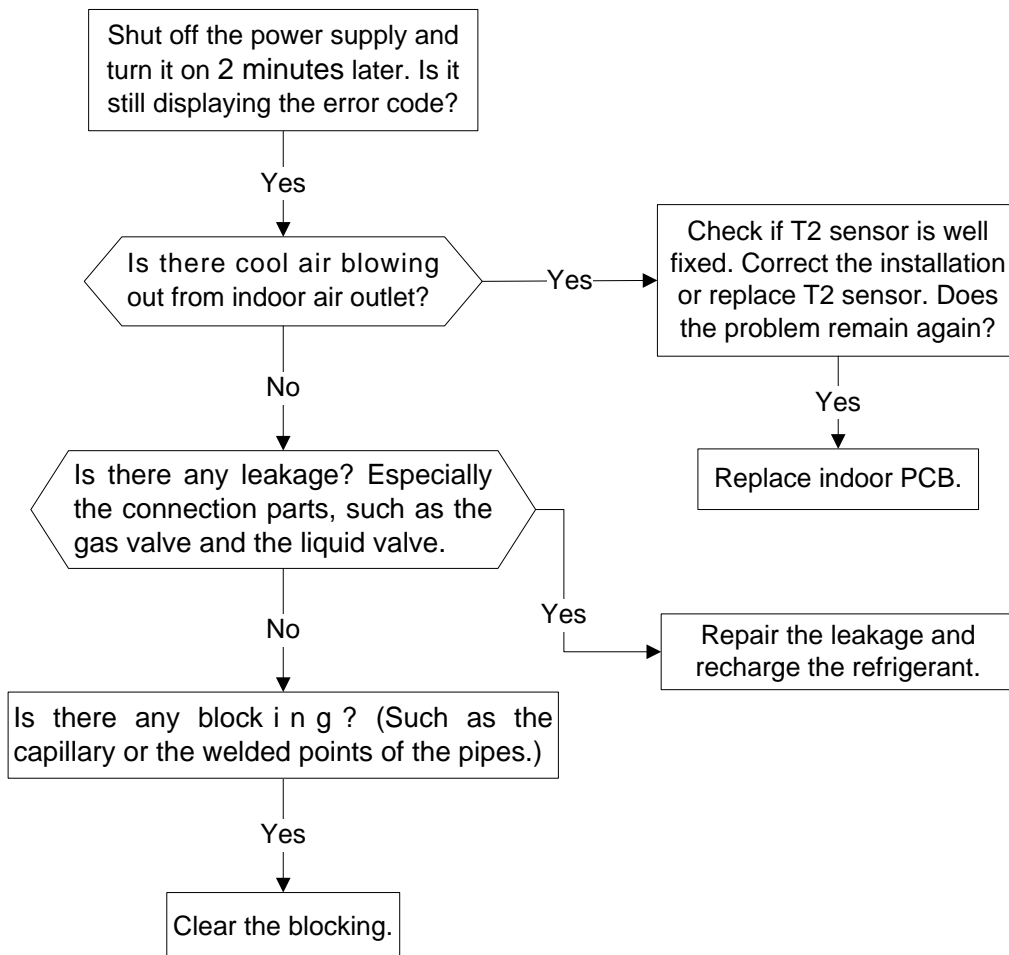 Shut off the power supply and
turn it on 2 minutes later. Is it
still displaying the error code?
Yes
Is there cool air blowing
out from indoor air outlet?
Yes
Check if T2 sensor is well
fixed. Correct the installation
or replace T2 sensor. Does
the problem remain again?
Yes
Replace indoor PCB.
No
Is there any leakage? Especially
the connection parts, such as the
gas valve and the liquid valve.
Yes
Repair the leakage and
recharge the refrigerant.
No
Is there any blocking? (Such as the
capillary or the welded points of the pipes.)
Yes
Clear the blocking.